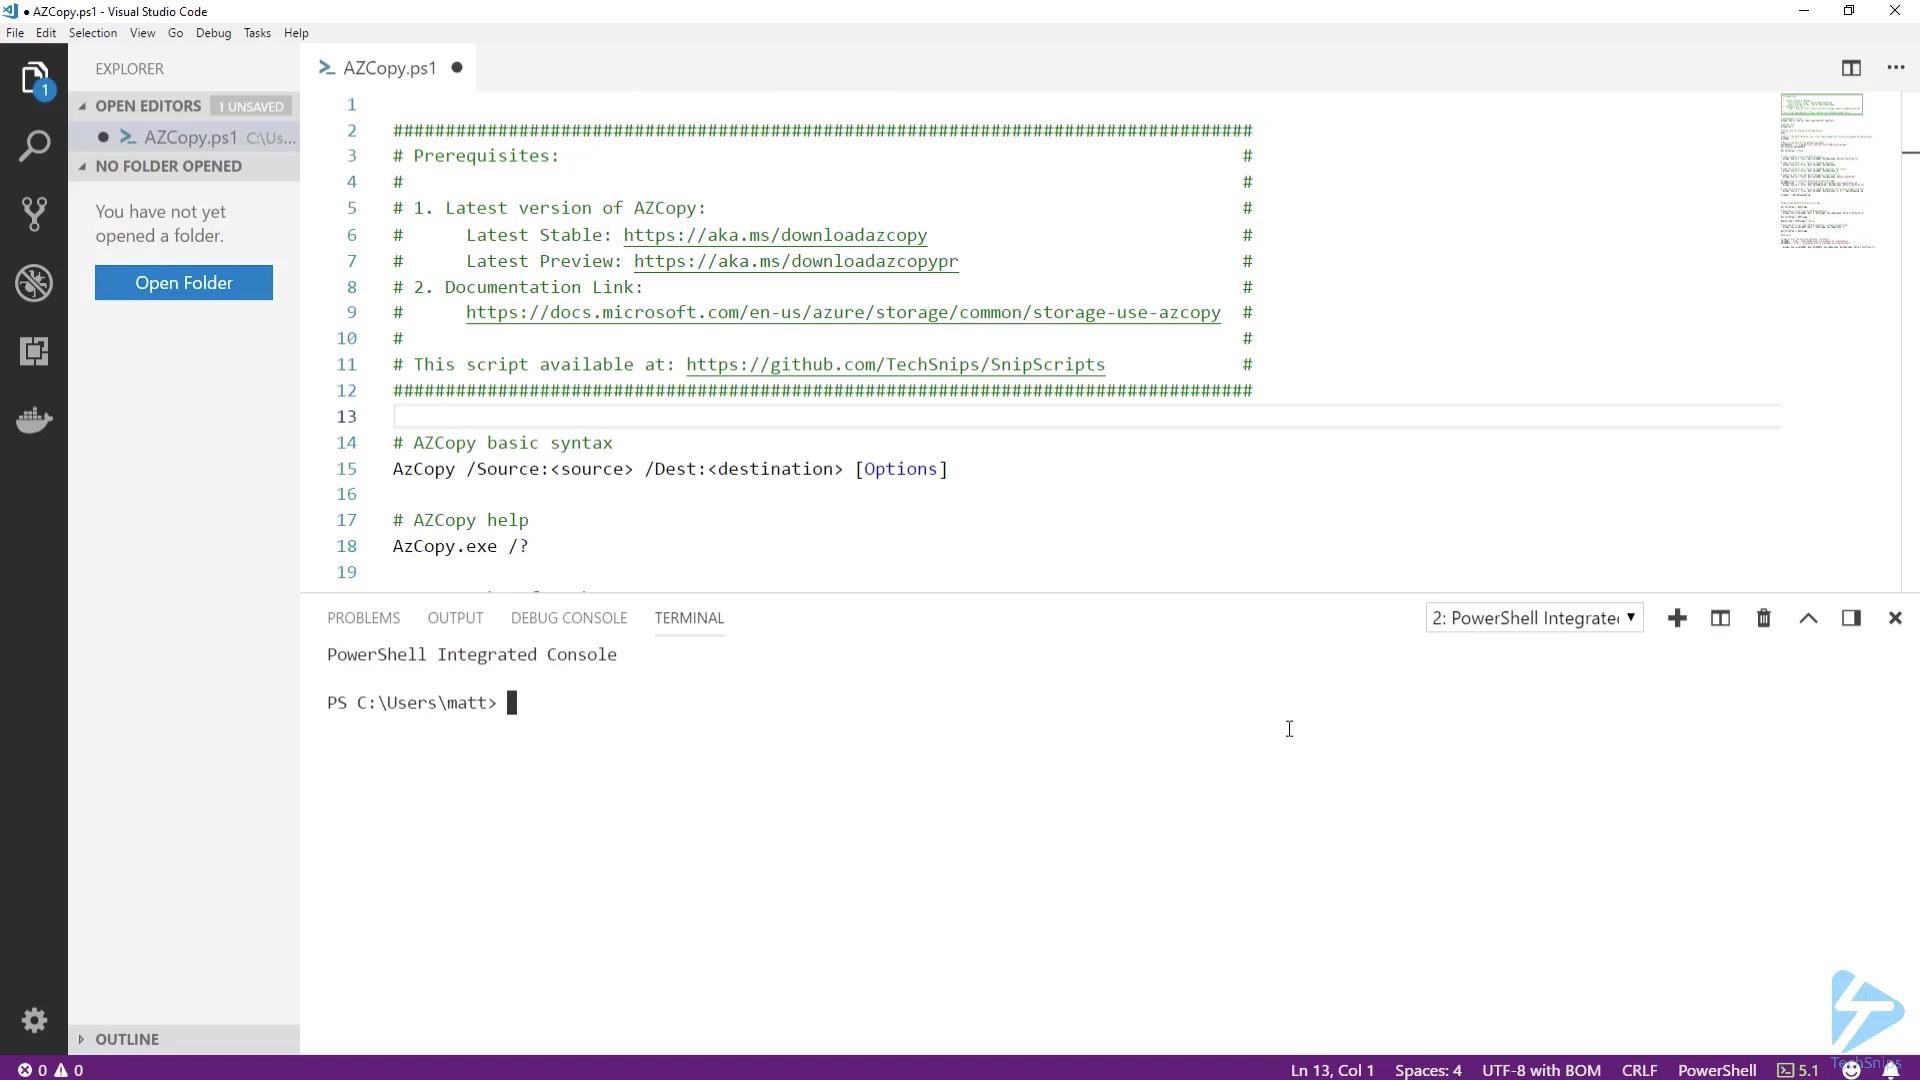 AZCopy.ps1 - Visual Studio Code
File Edit Selection View Go Debug Tasks Help
EXPLORER
AZCopy.ps1
1
OPEN EDITORS 1 UNSAVED
AZCopy.ps1 C:\Us...
NO FOLDER OPENED
You have not yet
opened a folder.
Open Folder
OUTLINE
1
2 ##################################################################################
3 # Prerequisites: #
4 # #
5 # 1. Latest version of AZCopy: #
6 # Latest Stable: https://aka.ms/downloadazcopy #
7 # Latest Preview: https://aka.ms/downloadazcopypr #
8 # 2. Documentation Link: #
9 # https://docs.microsoft.com/en-us/azure/storage/common/storage-use-azcopy #
10 # #
11 # This script available at: https://github.com/TechSnips/SnipScripts #
12 ##################################################################################
13
14 # AZCopy basic syntax
15 AzCopy /Source:<source> /Dest:<destination> [Options]
16
17 # AZCopy help
18 AzCopy.exe /?
19
PROBLEMS OUTPUT DEBUG CONSOLE TERMINAL
2: PowerShell Integrate
PowerShell Integrated Console
PS C:\Users\matt>
TechSnips
0 0
Ln 13, Col 1 Spaces: 4 UTF-8 with BOM CRLF PowerShell 5.1